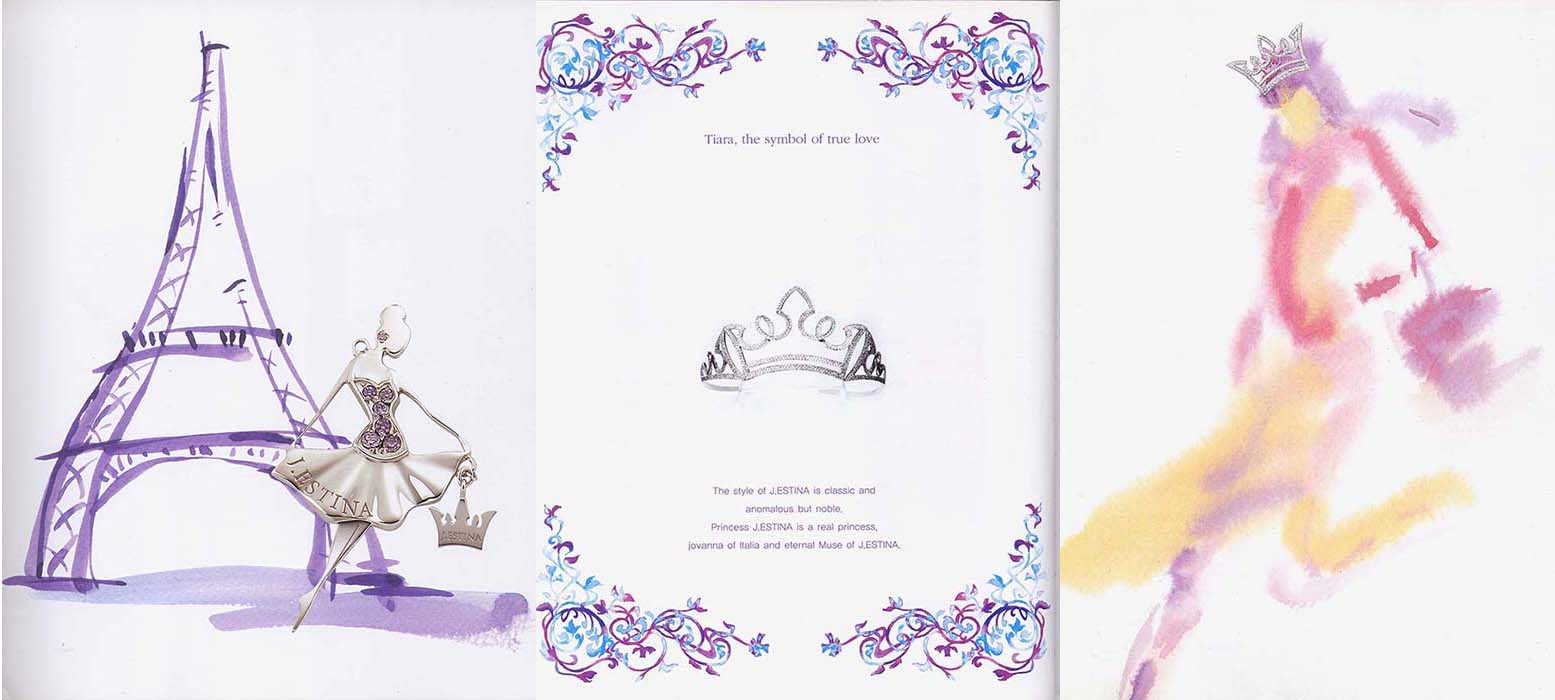 J.ESTINA
J.ESTINA
Tiara, the symbol of true love
The style of J.ESTINA is classic and
anomalous but noble.
Princess J.ESTINA is a real princess,
jovanna of Italia and eternal Muse of J.ESTINA.